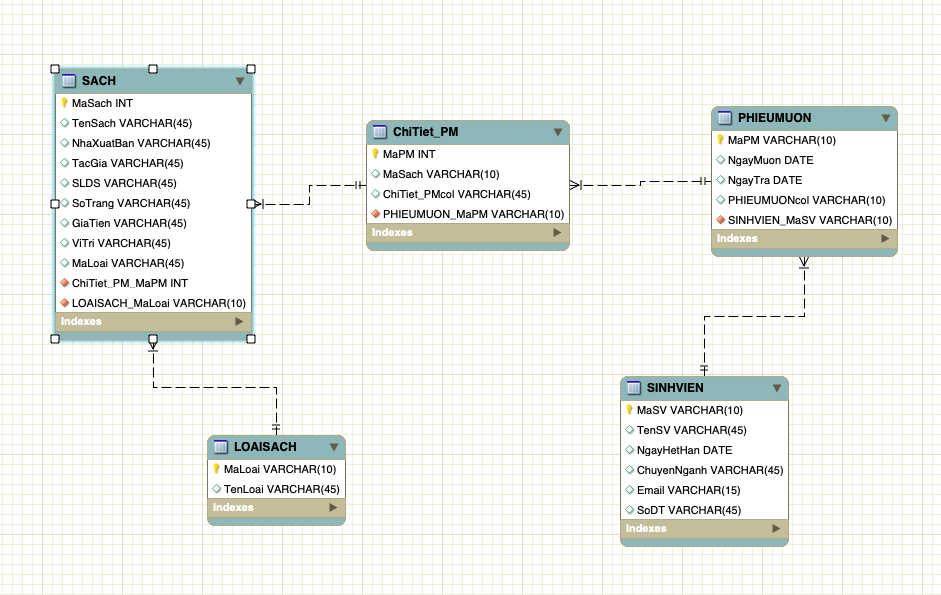 SACH
MaSach INT
TenSach VARCHAR(45)
NhaXuatBan VARCHAR(45)
TacGia VARCHAR(45)
SLDS VARCHAR(45)
SoTrang VARCHAR(45)
GiaTien VARCHAR(45)
ViTri VARCHAR(45)
MaLoai VARCHAR(45)
ChiTiet_PM_MaPM INT
LOAISACH_MaLoai VARCHAR(10)
Indexes
ChiTiet_PM
MaPM INT
MaSach VARCHAR(10)
ChiTiet_PMcol VARCHAR(45)
PHIEUMUON_MaPM VARCHAR(10)
Indexes
PHIEUMUON
MaPM VARCHAR(10)
NgayMuon DATE
NgayTra DATE
PHIEUMUONcol VARCHAR(10)
SINHVIEN_MaSV VARCHAR(10)
Indexes
LOAISACH
MaLoai VARCHAR(10)
TenLoai VARCHAR(45)
Indexes
SINHVIEN
MaSV VARCHAR(10)
TenSV VARCHAR(45)
NgayHetHan DATE
ChuyenNganh VARCHAR(45)
Email VARCHAR(15)
SoDT VARCHAR(45)
Indexes